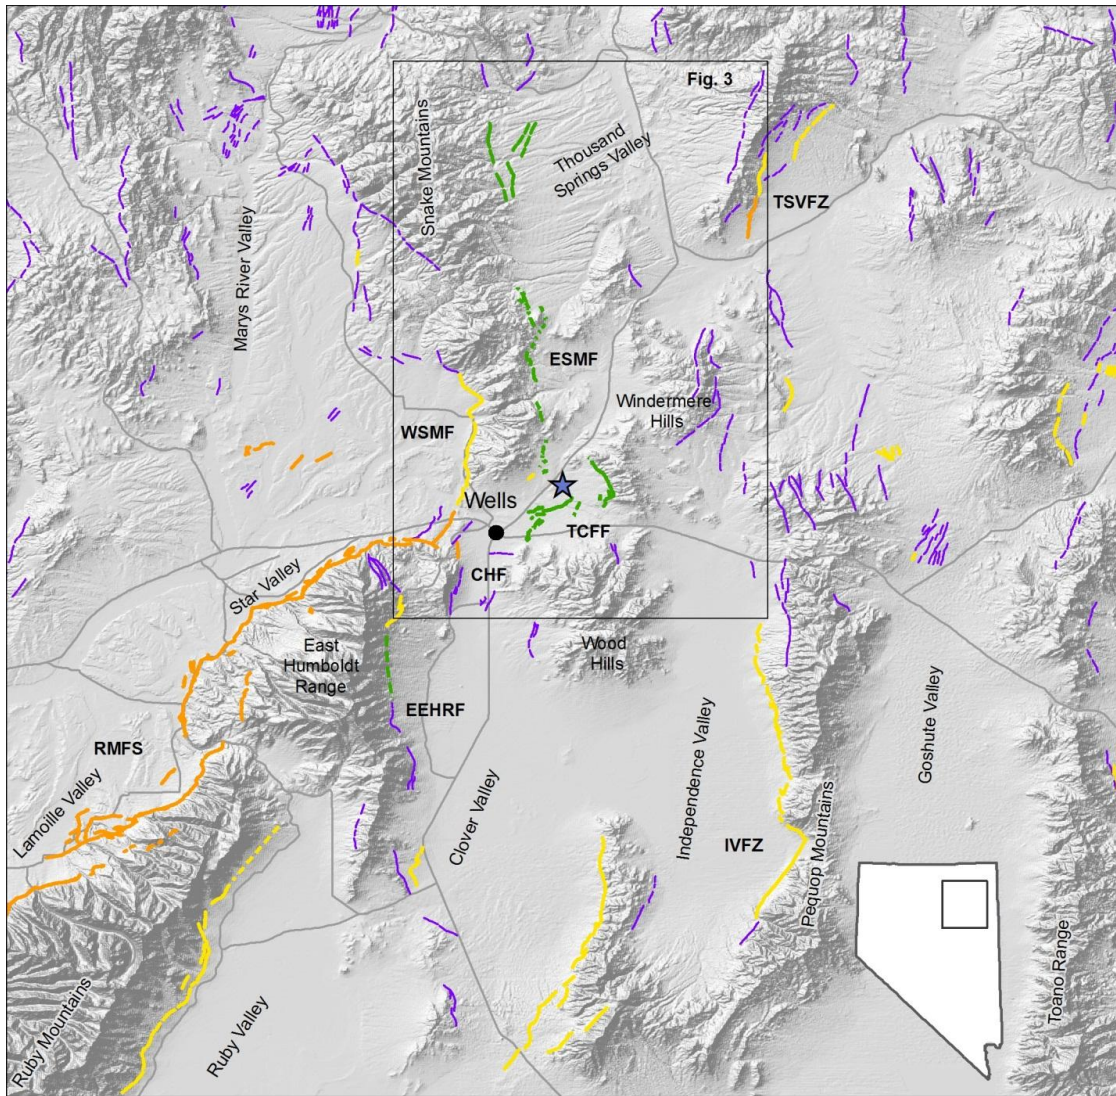 Fig. 3
Snake Mountains
Thousand
Springs Valley
TSVFZ
Marys River Valley
ESMF
Windermere
Hills
WSMF
Wells
TCFF
CHF
Star Valley
East
Humboldt
Range
Wood
Hills
EEHRF
RMFS
Lamoille Valley
Clover Valley
Independence Valley
Goshute Valley
IVFZ
Pequop Mountains
Toano Range
Ruby Mountains
Ruby Valley